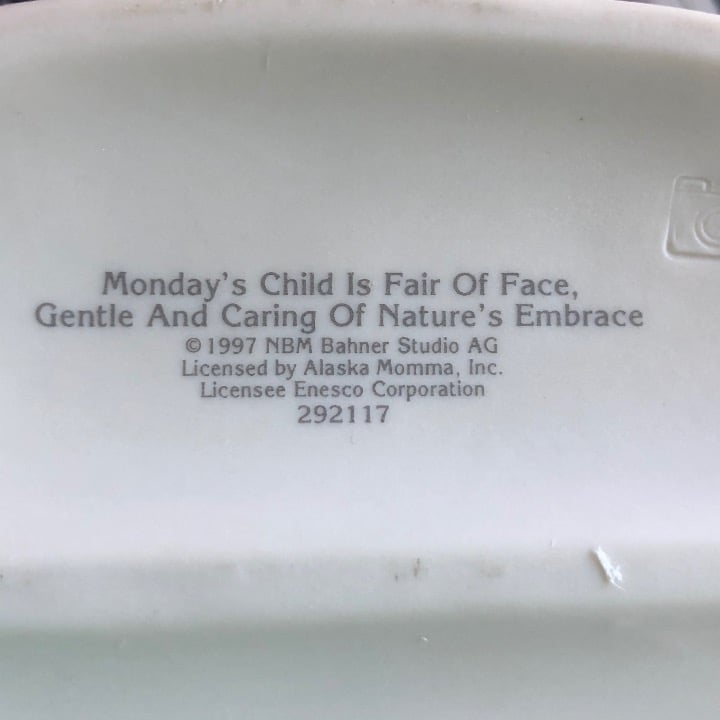 Monday's Child Is Fair Of Face,
Gentle And Caring Of Nature's Embrace
© 1997 NBM Bahner Studio AG
Licensed by Alaska Momma, Inc.
Licensee Enesco Corporation
292117